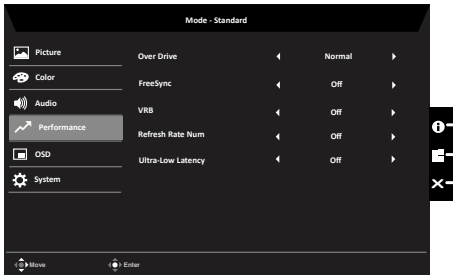 Mode - Standard
Picture
Color
Audio
Performance
OSD
System
Over Drive Normal
FreeSync Off
VRB Off
Refresh Rate Num Off
Ultra-Low Latency Off
Move Enter